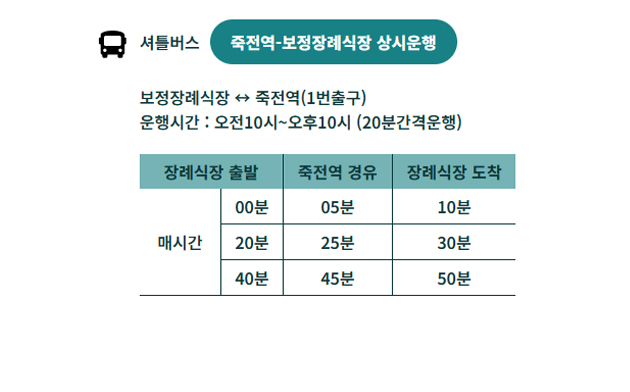 셔틀버스 죽전역-보정장례식장 상시운행
보정장례식장 ↔ 죽전역(1번출구)
운행시간 : 오전10시~오후10시 (20분간격운행)
장례식장 출발 죽전역 경유 장례식장 도착
00분 05분 10분
매시간 20분 25분 30분
40분 45분 50분